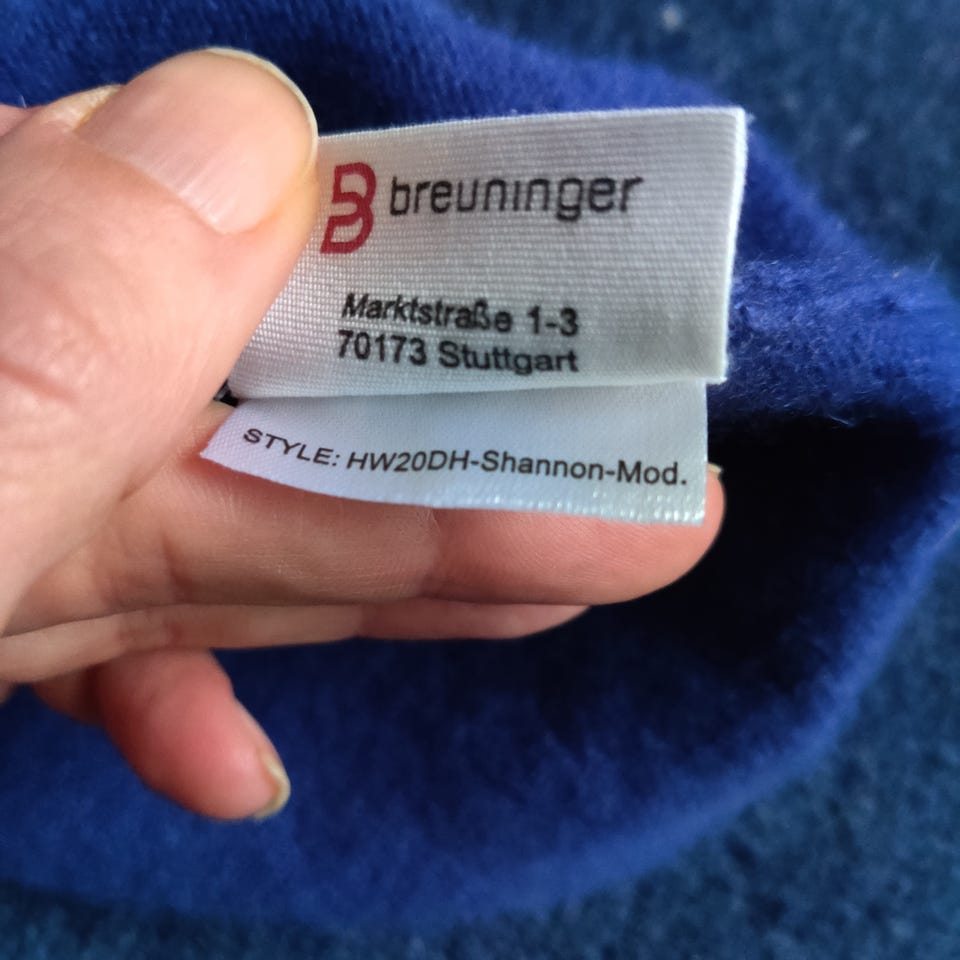 B breuninger
Marktstraße 1-3
70173 Stuttgart
STYLE: HW20DH-Shannon-Mod.